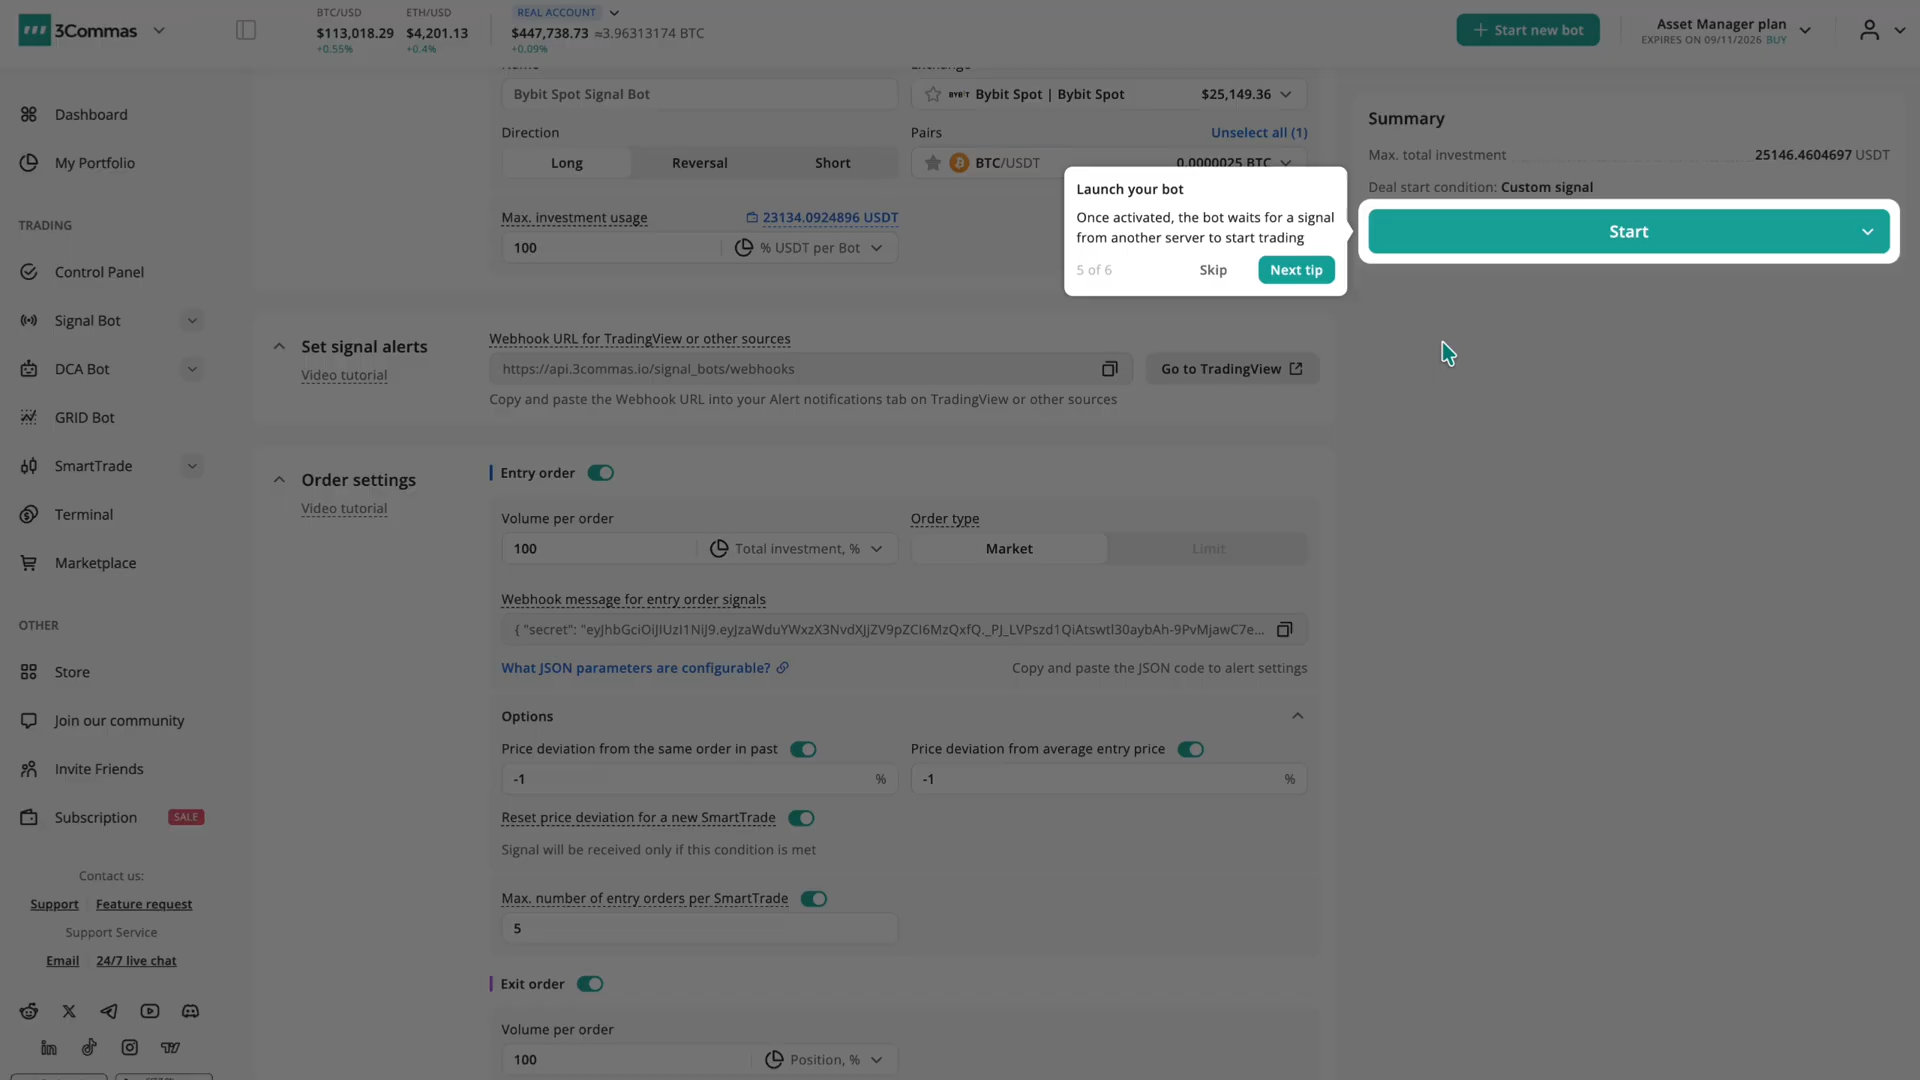 3Commas
BTC/USD
$113,018.29
+0.55%
ETH/USD
$4,201.13
+0.4%
REAL ACCOUNT
$447,738.73 ≈3.96313174 BTC
+0.09%
Start new bot
Asset Manager plan
EXPIRES ON 09/11/2026 BUY
Dashboard
My Portfolio
TRADING
Control Panel
Signal Bot
DCA Bot
GRID Bot
SmartTrade
Terminal
Marketplace
OTHER
Store
Join our community
Invite Friends
Subscription SALE
Contact us:
Support Feature request
Support Service
Email 24/7 live chat
Bybit Spot Signal Bot
BYBIT Bybit Spot | Bybit Spot $25,149.36
Direction
Long Reversal Short
Pairs Unselect all (1)
BTC/USDT 0.0000025 BTC
Max. investment usage 23134.0924896 USDT
100 % USDT per Bot
Launch your bot
Once activated, the bot waits for a signal
from another server to start trading
5 of 6 Skip Next tip
Summary
Max. total investment 25146.4604697 USDT
Deal start condition: Custom signal
Start
Set signal alerts
Video tutorial
Webhook URL for TradingView or other sources
https://api.3commas.io/signal_bots/webhooks
Go to TradingView
Copy and paste the Webhook URL into your Alert notifications tab on TradingView or other sources
Order settings
Video tutorial
Entry order
Volume per order
100 Total investment, %
Order type
Market Limit
Webhook message for entry order signals
{ "secret": "eyJhbGciOiJIUzI1NiJ9.eyJzaWduYWxzX3NvdXJjZV9pZCI6MzQxfQ._PJ_LVPszd1QiAtswtl30aybAh-9PvMjawC7e...
What JSON parameters are configurable? Copy and paste the JSON code to alert settings
Options
Price deviation from the same order in past
-1 %
Price deviation from average entry price
-1 %
Reset price deviation for a new SmartTrade
Signal will be received only if this condition is met
Max. number of entry orders per SmartTrade
5
Exit order
Volume per order
100 Position, %